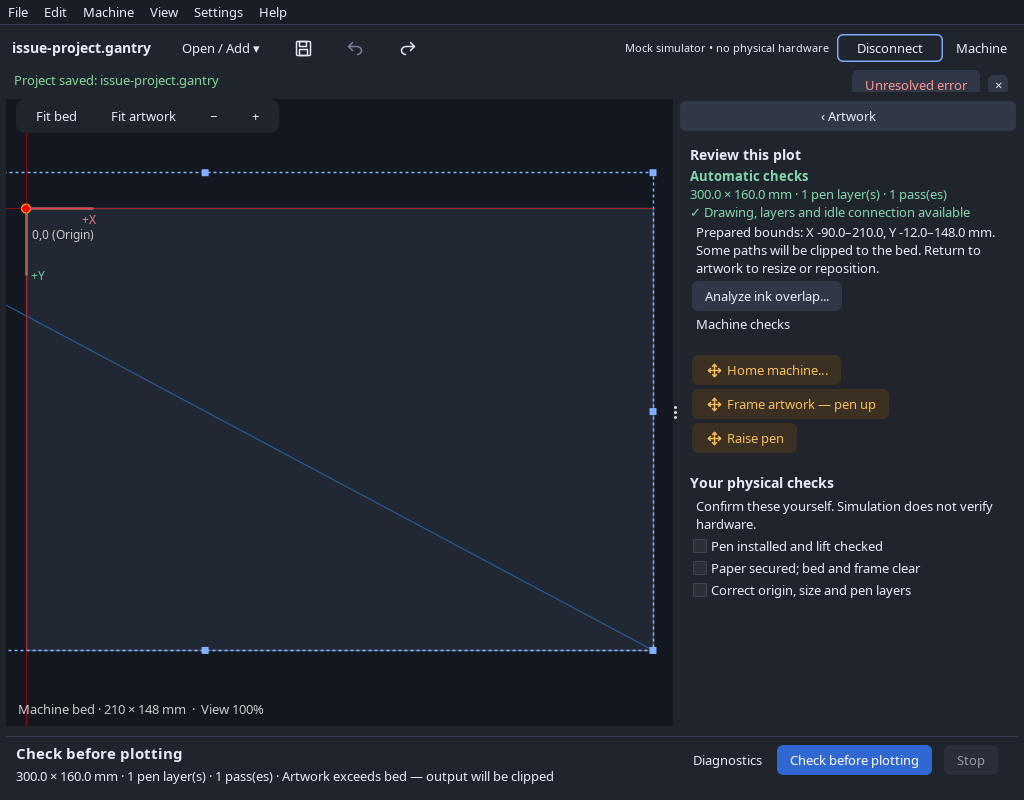 File Edit Machine View Settings Help
issue-project.gantry Open / Add ▾ Mock simulator • no physical hardware Disconnect Machine
Project saved: issue-project.gantry Unresolved error ×
Fit bed Fit artwork − +
‹ Artwork
Review this plot
Automatic checks
300.0 × 160.0 mm · 1 pen layer(s) · 1 pass(es)
✓ Drawing, layers and idle connection available
Prepared bounds: X -90.0–210.0, Y -12.0–148.0 mm.
Some paths will be clipped to the bed. Return to
artwork to resize or reposition.
Analyze ink overlap...
Machine checks
Home machine...
Frame artwork — pen up
Raise pen
Your physical checks
Confirm these yourself. Simulation does not verify
hardware.
Pen installed and lift checked
Paper secured; bed and frame clear
Correct origin, size and pen layers
+X
0,0 (Origin)
+Y
Machine bed · 210 × 148 mm · View 100%
Check before plotting
300.0 × 160.0 mm · 1 pen layer(s) · 1 pass(es) · Artwork exceeds bed — output will be clipped
Diagnostics Check before plotting Stop